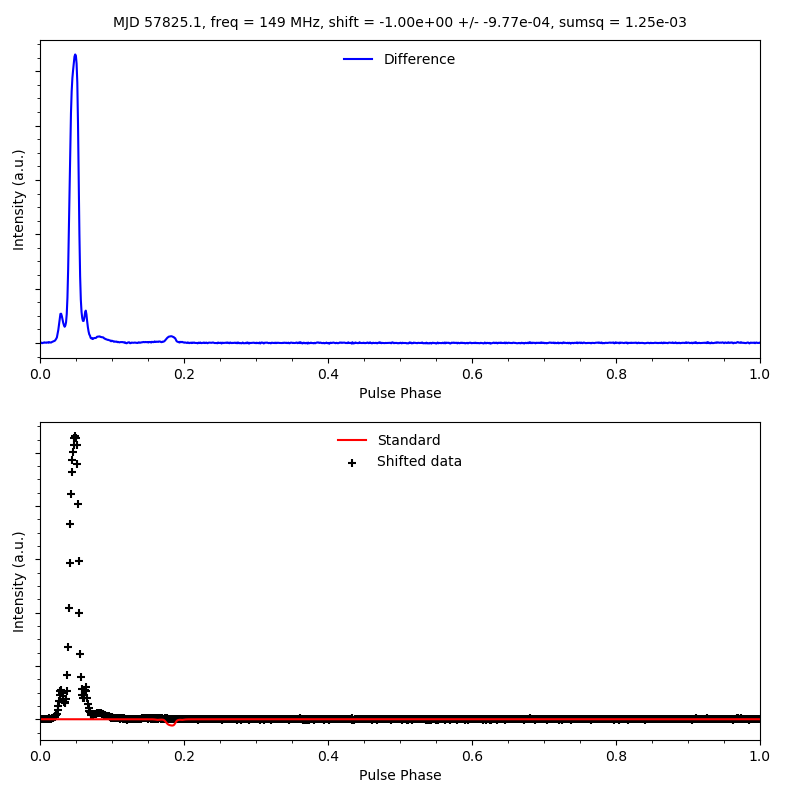 MJD 57825.1, freq = 149 MHz, shift = -1.00e+00 +/- -9.77e-04, sumsq = 1.25e-03
Difference
Intensity (a.u.)
0.0 0.2 0.4 0.6 0.8 1.0
Pulse Phase
Standard
Shifted data
Intensity (a.u.)
0.0 0.2 0.4 0.6 0.8 1.0
Pulse Phase